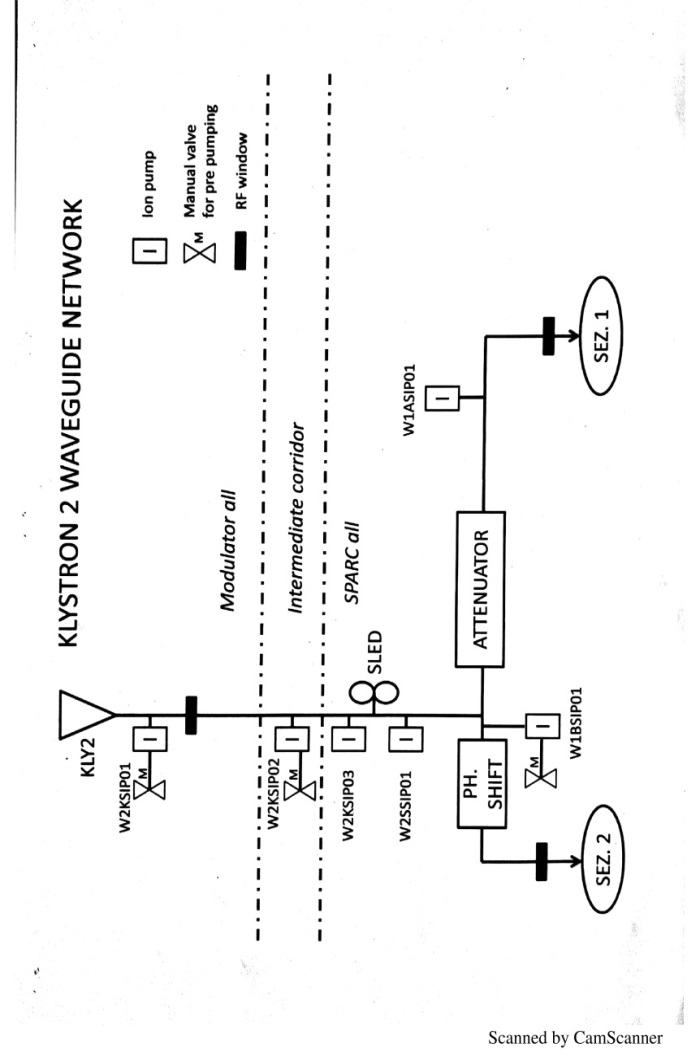 KLYSTRON 2 WAVEGUIDE NETWORK
I
Ion pump
M
Manual valve
for pre pumping
RF window
KLY2
W2KSIP01
M
I
Modulator all
W2KSIP02
M
I
Intermediate corridor
SPARC all
W2KSIP03
I
SLED
W2SSIP01
I
W1ASIP01
I
PH.
SHIFT
ATTENUATOR
M
I
W1BSIP01
SEZ. 2
SEZ. 1
Scanned by CamScanner